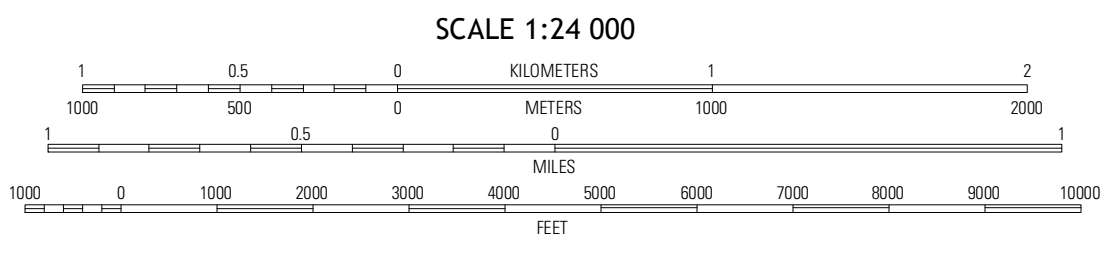 SCALE 1:24 000
1 0.5 0 KILOMETERS 1 2
1000 500 0 METERS 1000 2000
1 0.5 0 1
MILES
1000 0 1000 2000 3000 4000 5000 6000 7000 8000 9000 10000
FEET